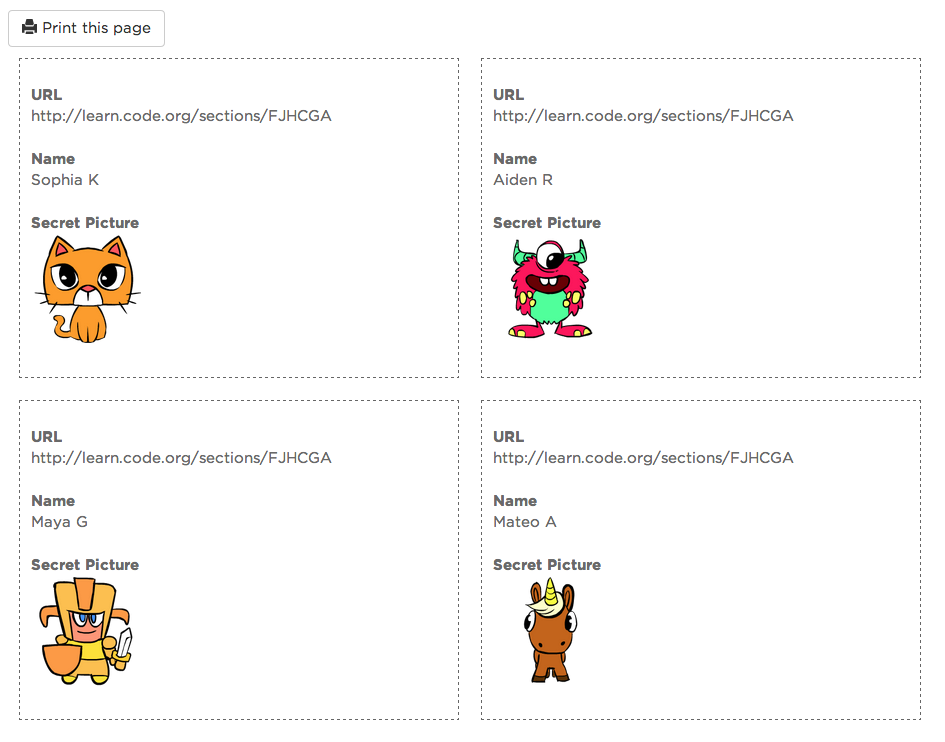 Print this page
URL
http://learn.code.org/sections/FJHCGA
Name
Sophia K
Secret Picture
URL
http://learn.code.org/sections/FJHCGA
Name
Aiden R
Secret Picture
URL
http://learn.code.org/sections/FJHCGA
Name
Maya G
Secret Picture
URL
http://learn.code.org/sections/FJHCGA
Name
Mateo A
Secret Picture